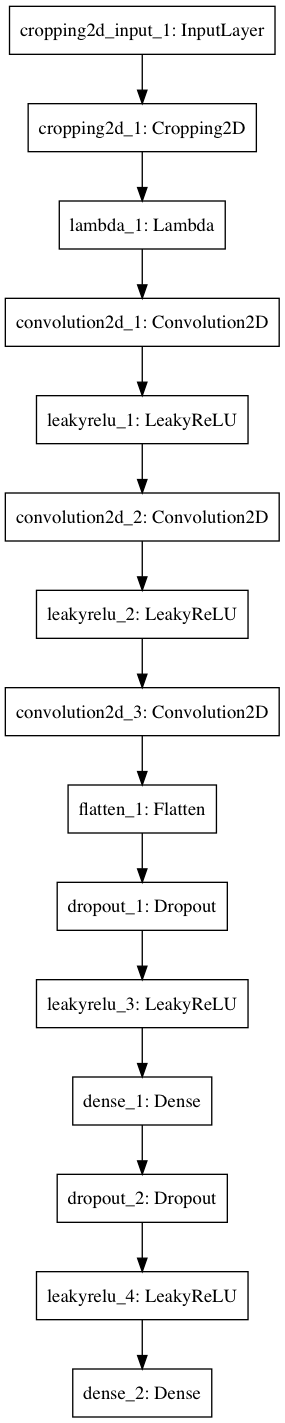 cropping2d_input_1: InputLayer
cropping2d_1: Cropping2D
lambda_1: Lambda
convolution2d_1: Convolution2D
leakyrelu_1: LeakyReLU
convolution2d_2: Convolution2D
leakyrelu_2: LeakyReLU
convolution2d_3: Convolution2D
flatten_1: Flatten
dropout_1: Dropout
leakyrelu_3: LeakyReLU
dense_1: Dense
dropout_2: Dropout
leakyrelu_4: LeakyReLU
dense_2: Dense